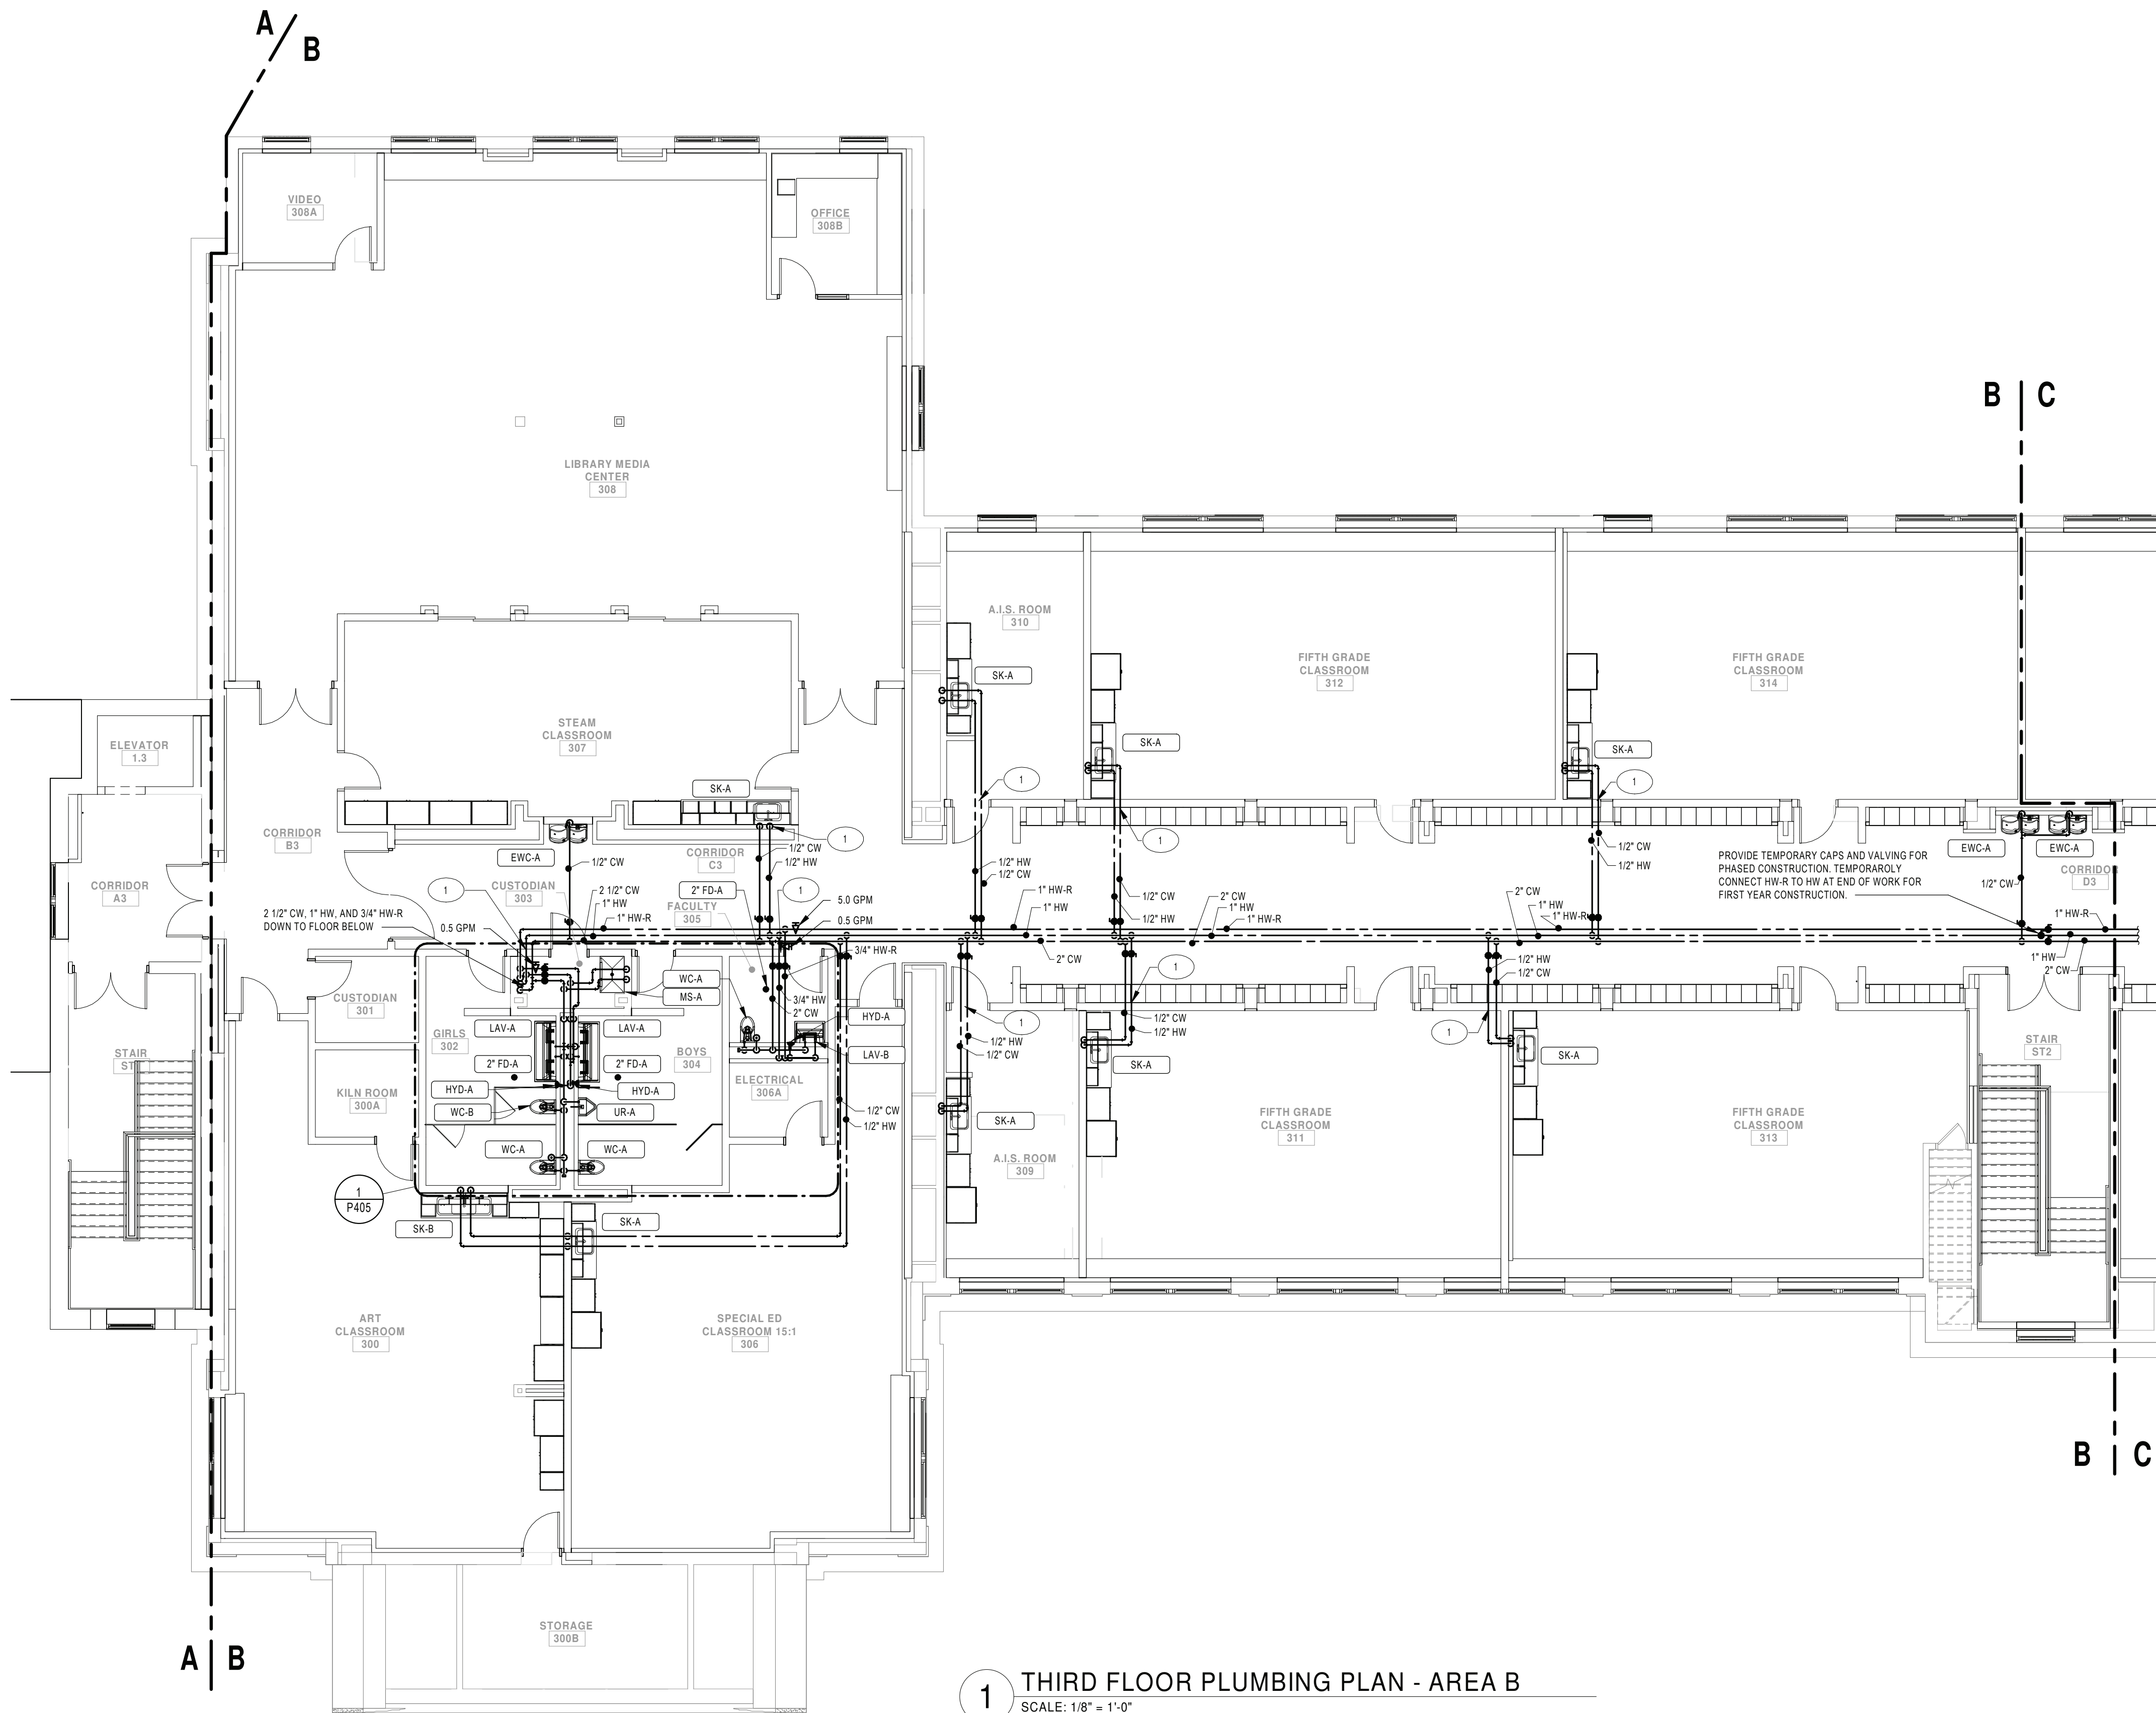 A
B
VIDEO
308A
OFFICE
308B
B
C
LIBRARY MEDIA
CENTER
308
A.I.S. ROOM
310
SK-A
FIFTH GRADE
CLASSROOM
312
SK-A
FIFTH GRADE
CLASSROOM
314
SK-A
1
1
1
ELEVATOR
1.3
STEAM
CLASSROOM
307
SK-A
CORRIDOR
B3
CORRIDOR
A3
EWC-A
1/2" CW
CORRIDOR
C3
1/2" CW
1/2" HW
1
1
CUSTODIAN
303
2 1/2" CW
1" HW
1" HW-R
2" FD-A
1
FACULTY
305
5.0 GPM
0.5 GPM
2 1/2" CW, 1" HW, AND 3/4" HW-R
DOWN TO FLOOR BELOW
0.5 GPM
3/4" HW-R
1/2" HW
1/2" CW
1" HW-R
1" HW
2" CW
1/2" CW
1/2" HW
2" CW
1" HW
1" HW-R
1/2" CW
1/2" HW
2" CW
1" HW
1" HW-R
PROVIDE TEMPORARY CAPS AND VALVING FOR
PHASED CONSTRUCTION. TEMPORAROLY
CONNECT HW-R TO HW AT END OF WORK FOR
FIRST YEAR CONSTRUCTION.
EWC-A
EWC-A
CORRIDOR
D3
1/2" CW
1" HW-R
1" HW
2" CW
CUSTODIAN
301
WC-A
MS-A
3/4" HW
2" CW
HYD-A
LAV-B
GIRLS
302
LAV-A
LAV-A
BOYS
304
2" FD-A
2" FD-A
HYD-A
HYD-A
WC-B
UR-A
WC-A
WC-A
ELECTRICAL
306A
1/2" CW
1/2" HW
KILN ROOM
300A
STAIR
ST
1
P405
SK-B
SK-A
1
1/2" HW
1/2" CW
1
1/2" CW
1/2" HW
SK-A
SK-A
A.I.S. ROOM
309
FIFTH GRADE
CLASSROOM
311
1/2" HW
1/2" CW
1
SK-A
FIFTH GRADE
CLASSROOM
313
STAIR
ST2
ART
CLASSROOM
300
SPECIAL ED
CLASSROOM 15:1
306
B
C
STORAGE
300B
A
B
1
THIRD FLOOR PLUMBING PLAN - AREA B
SCALE: 1/8" = 1'-0"